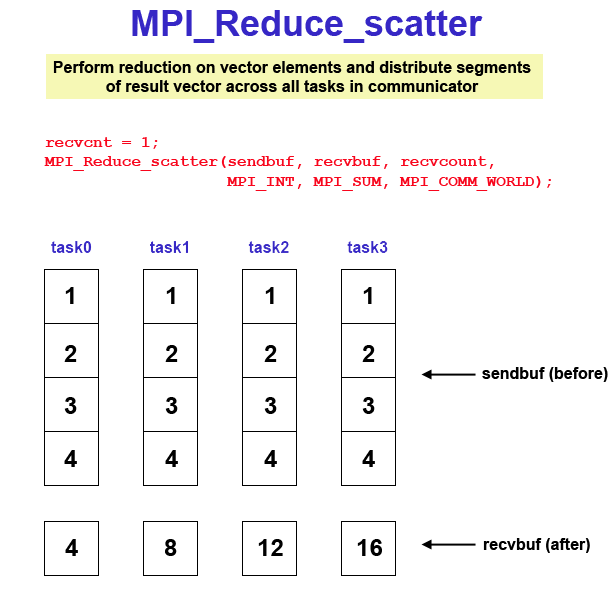 MPI_Reduce_scatter
Perform reduction on vector elements and distribute segments
of result vector across all tasks in communicator
recvcnt = 1;
MPI_Reduce_scatter(sendbuf, recvbuf, recvcount,
MPI_INT, MPI_SUM, MPI_COMM_WORLD);
task0 task1 task2 task3
1 1 1 1
2 2 2 2
sendbuf (before)
3 3 3 3
4 4 4 4
4 8 12 16 recvbuf (after)